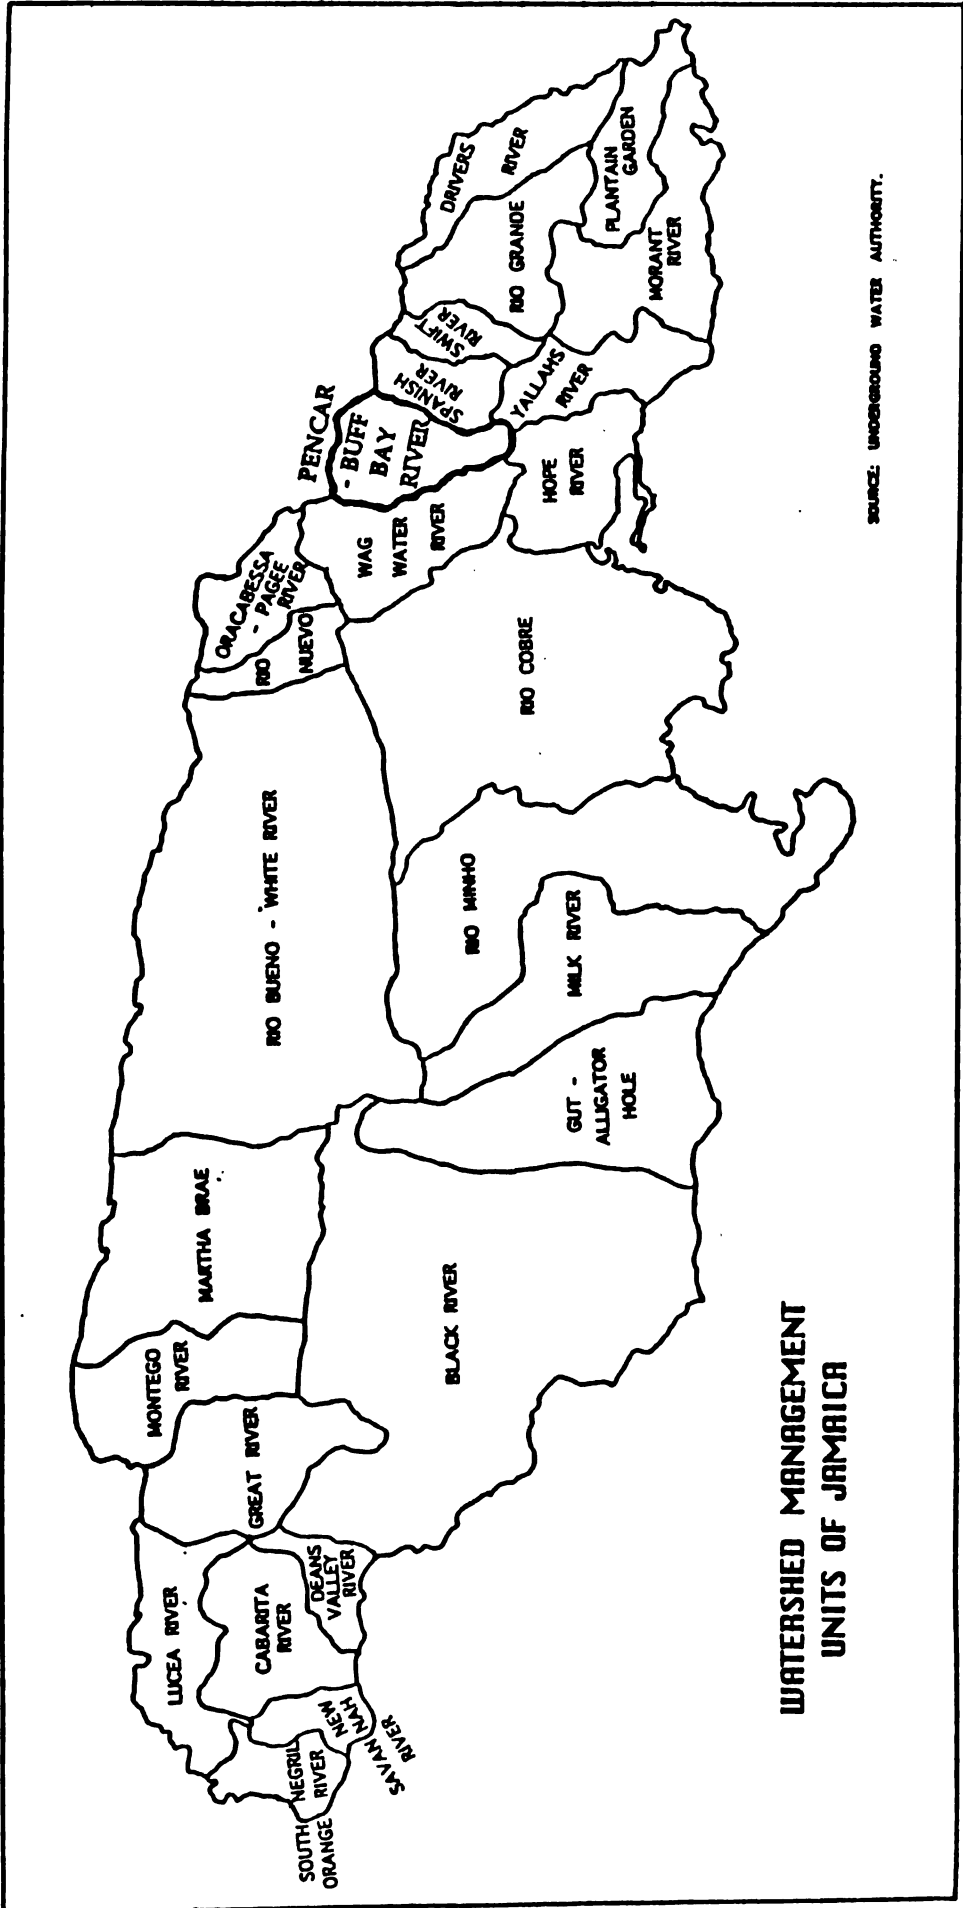 LUCEA RIVER
GREAT RIVER
MONTEGO
RIVER
MARTHA BRAE
RIO BUENO - WHITE RIVER
RIO
NUEVO
ORACABESSA
- PAGEE
RIVER
WAG
WATER
RIVER
PENCAR
- BUFF
BAY
RIVER
SPANISH
RIVER
SWIFT
RIVER
RIO GRANDE
DRIVERS
RIVER
PLANTAIN
GARDEN
MORANT
RIVER
YALLAHS
RIVER
HOPE
RIVER
RIO COBRE
RIO MINHO
MILK RIVER
GUT -
ALLIGATOR
HOLE
BLACK RIVER
DEANS
VALLEY
RIVER
CABARITA
RIVER
NEW
SAVAN NAH
RIVER
NEGRIL
RIVER
SOUTH
ORANGE
WATERSHED MANAGEMENT
UNITS OF JAMAICA
SOURCE: UNDERGROUND WATER AUTHORITY.